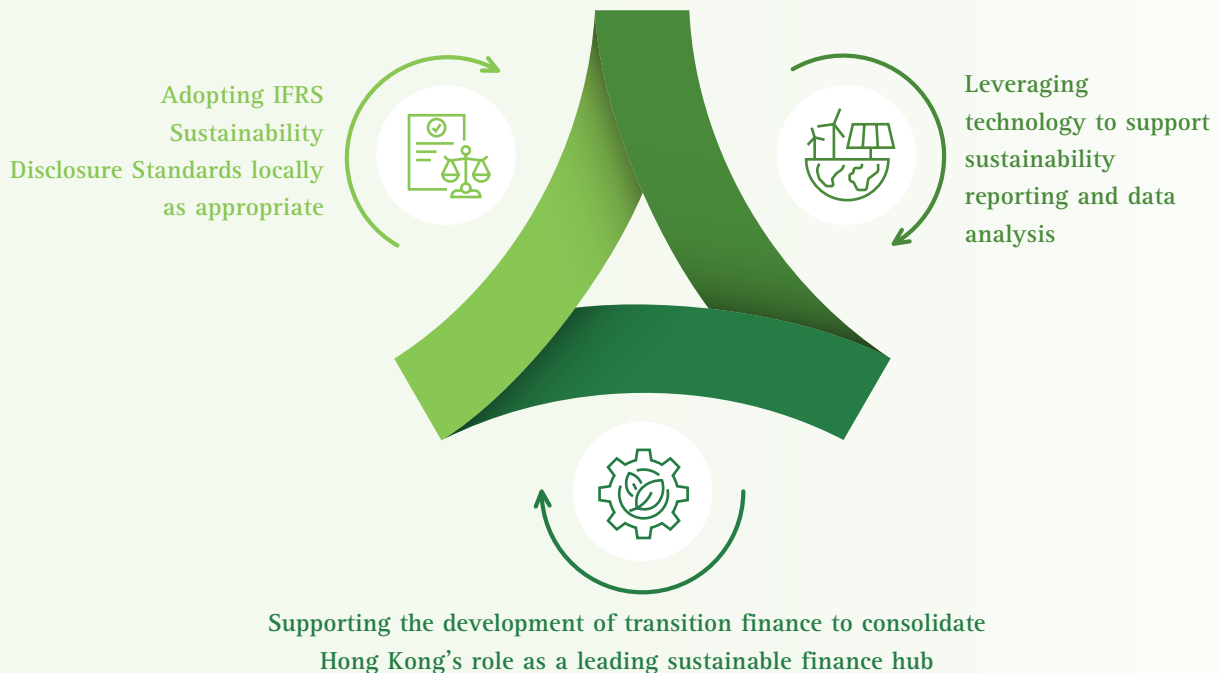 Adopting IFRS
Sustainability
Disclosure Standards locally
as appropriate
Leveraging
technology to support
sustainability
reporting and data
analysis
Supporting the development of transition finance to consolidate
Hong Kong’s role as a leading sustainable finance hub